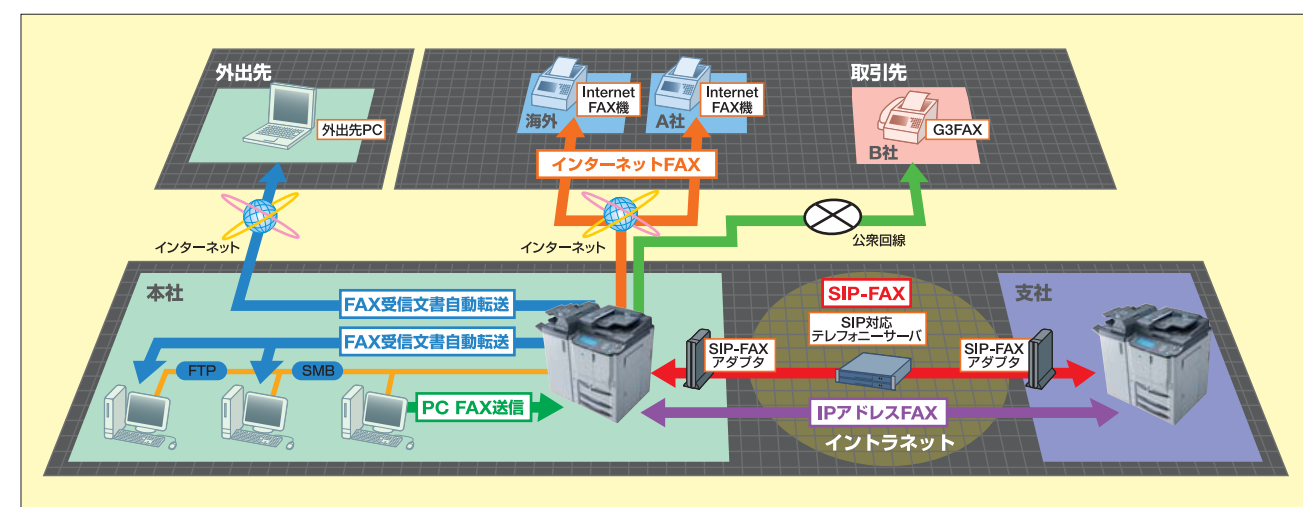 外出先
外出先PC
インターネット
取引先
Internet
FAX機
海外
Internet
FAX機
A社
G3FAX
B社
インターネットFAX
インターネット
公衆回線
本社
FAX受信文書自動転送
FAX受信文書自動転送
FTP
SMB
PC FAX送信
SIP-FAX
SIP対応
テレフォニーサーバ
SIP-FAX
アダプタ
SIP-FAX
アダプタ
支社
IPアドレスFAX
イントラネット